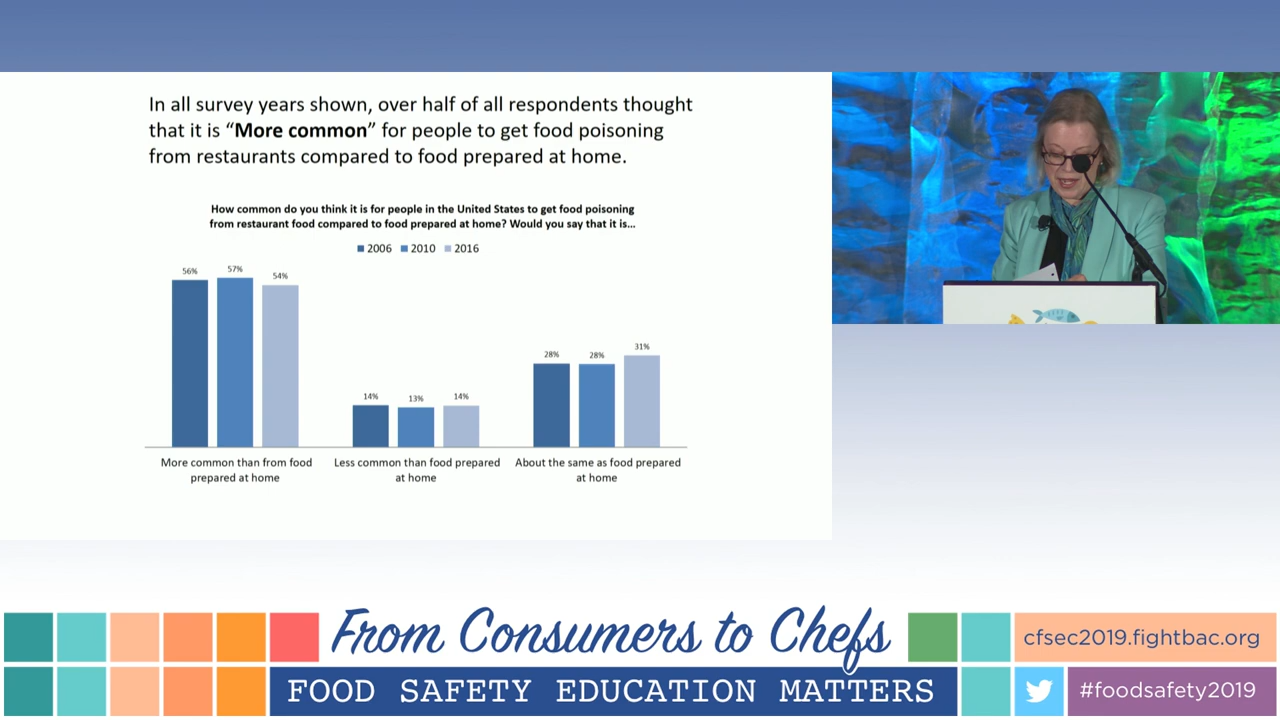 In all survey years shown, over half of all respondents thought
that it is “More common” for people to get food poisoning
from restaurants compared to food prepared at home.
How common do you think it is for people in the United States to get food poisoning
from restaurant food compared to food prepared at home? Would you say that it is...
2006 2010 2016
56% 57% 54%
14% 13% 14%
28% 28% 31%
More common than from food
prepared at home
Less common than food prepared
at home
About the same as food prepared
at home
From Consumers to Chefs
FOOD SAFETY EDUCATION MATTERS
cfsec2019.fightbac.org
#foodsafety2019